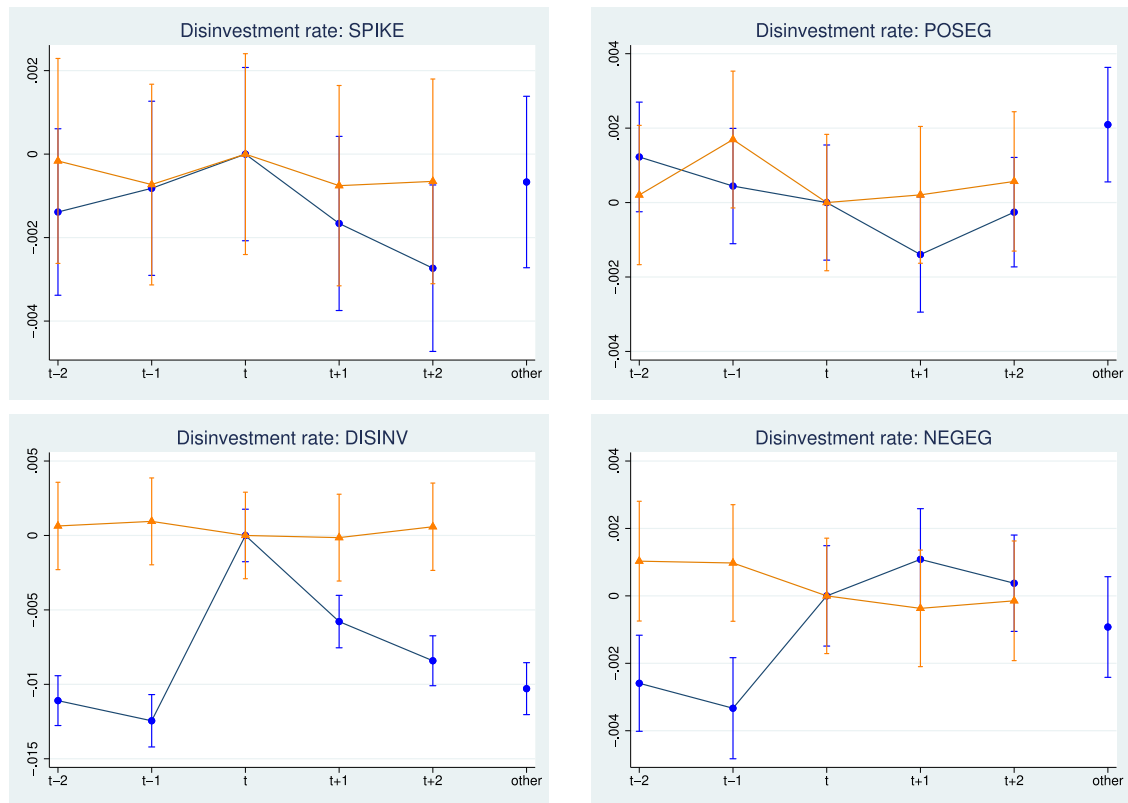 Disinvestment rate: SPIKE
.002
0
−.002
−.004
t−2 t−1 t t+1 t+2 other
Disinvestment rate: POSEG
.004
.002
0
−.002
−.004
t−2 t−1 t t+1 t+2 other
Disinvestment rate: DISINV
.005
0
−.005
−.01
−.015
t−2 t−1 t t+1 t+2 other
Disinvestment rate: NEGEG
.004
.002
0
−.002
−.004
t−2 t−1 t t+1 t+2 other